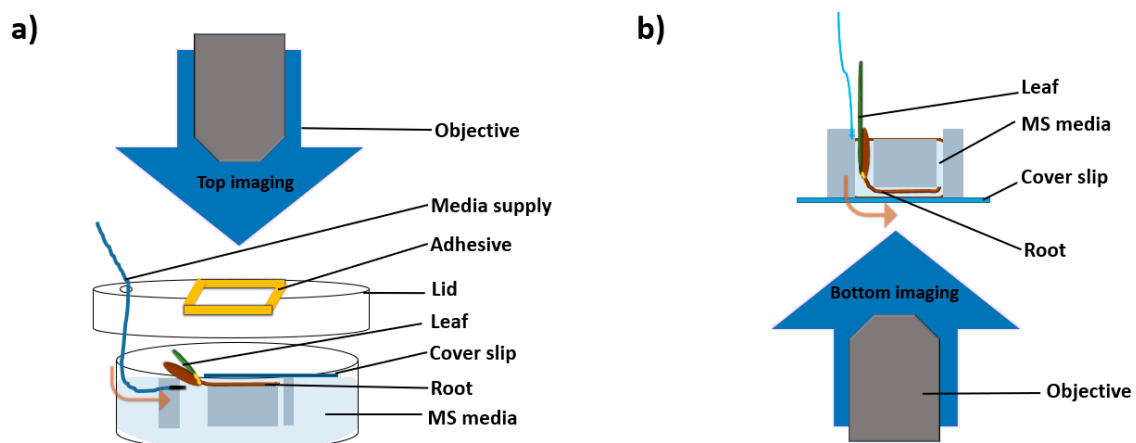 a)
Objective
Top imaging
Media supply
Adhesive
Lid
Leaf
Cover slip
Root
MS media
b)
Leaf
MS media
Cover slip
Root
Bottom imaging
Objective